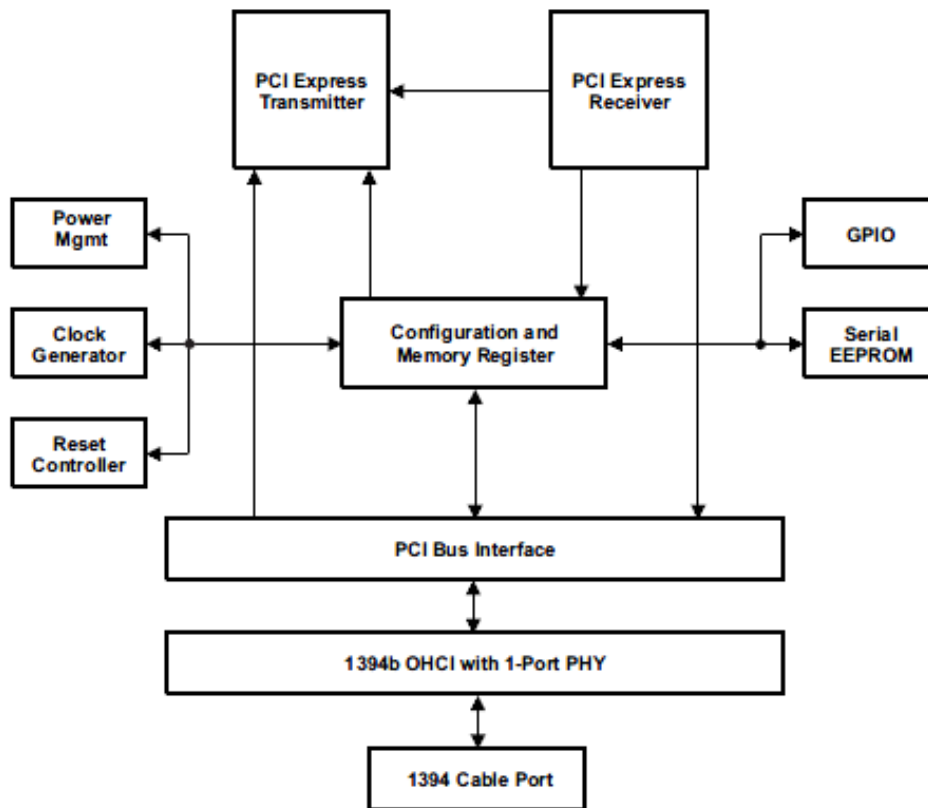 PCI Express
Transmitter
PCI Express
Receiver
Power
Mgmt
GPIO
Clock
Generator
Configuration and
Memory Register
Serial
EEPROM
Reset
Controller
PCI Bus Interface
1394b OHCI with 1-Port PHY
1394 Cable Port